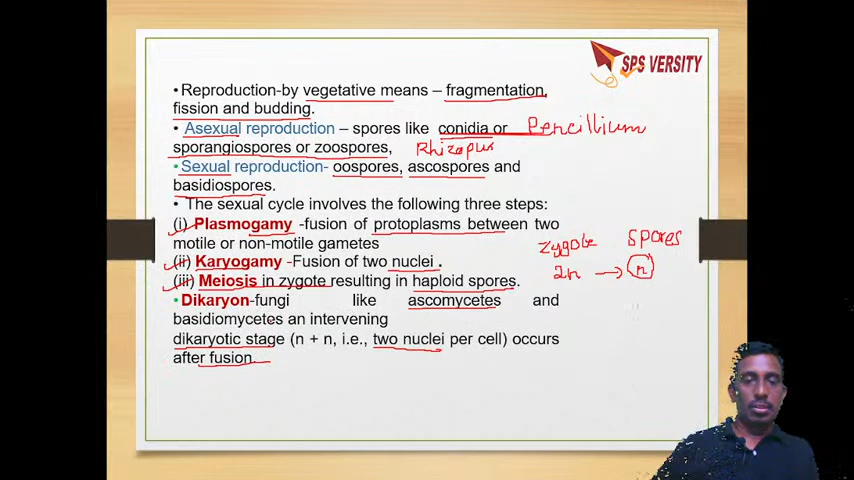 SPS VERSITY
•Reproduction-by vegetative means – fragmentation,
fission and budding.
• Asexual reproduction – spores like conidia or Pencillium
sporangiospores or zoospores, Rhizopus
•Sexual reproduction- oospores, ascospores and
basidiospores.
• The sexual cycle involves the following three steps:
(i) Plasmogamy -fusion of protoplasms between two
motile or non-motile gametes
zygote spores
(ii) Karyogamy -Fusion of two nuclei .
2n → n
(iii) Meiosis in zygote resulting in haploid spores.
•Dikaryon-fungi like ascomycetes and
basidiomycetes an intervening
dikaryotic stage (n + n, i.e., two nuclei per cell) occurs
after fusion.